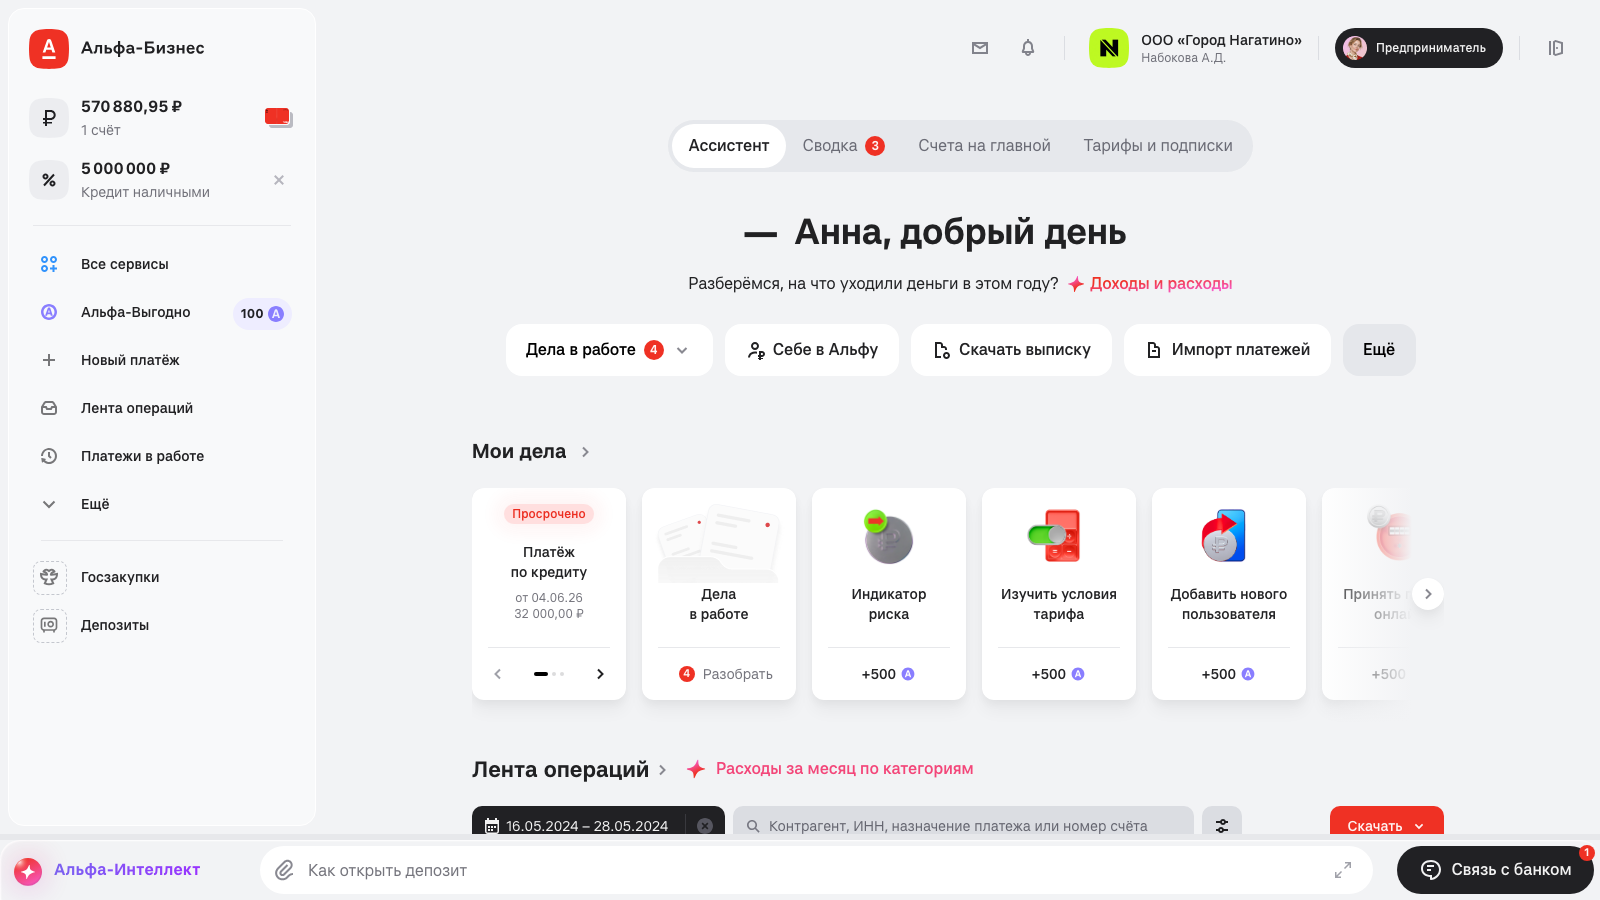 Альфа-Бизнес
570 880,95 ₽
1 счёт
5 000 000 ₽
Кредит наличными
Все сервисы
Альфа-Выгодно
100
Новый платёж
Лента операций
Платежи в работе
Ещё
Госзакупки
Депозиты
ООО «Город Нагатино»
Набокова А.Д.
Предприниматель
Ассистент
Сводка 3
Счета на главной
Тарифы и подписки
— Анна, добрый день
Разберёмся, на что уходили деньги в этом году? Доходы и расходы
Дела в работе 4
Себе в Альфу
Скачать выписку
Импорт платежей
Ещё
Мои дела
Просрочено
Платёж
по кредиту
от 04.06.26
32 000,00 ₽
Дела
в работе
4 Разобрать
Индикатор
риска
+500
Изучить условия
тарифа
+500
Добавить нового
пользователя
+500
Принять
онла
+500
Лента операций
Расходы за месяц по категориям
16.05.2024 – 28.05.2024
Контрагент, ИНН, назначение платежа или номер счёта
Скачать
Альфа-Интеллект
Как открыть депозит
Связь с банком
1